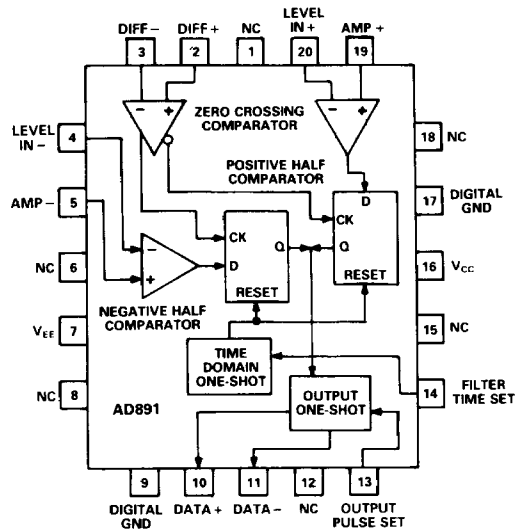 DIFF– DIFF+ NC LEVEL IN+ AMP+
3 2 1 20 19
– + – +
ZERO CROSSING
COMPARATOR
LEVEL
IN–
4
18 NC
POSITIVE HALF
COMPARATOR
AMP–
5
D
CK
17
DIGITAL
GND
CK
Q
Q
–
+
D
RESET
RESET
NC
6
16
VCC
NEGATIVE HALF
COMPARATOR
VEE
7
15
NC
TIME
DOMAIN
ONE-SHOT
NC
8
14
FILTER
TIME SET
AD891
OUTPUT
ONE-SHOT
9 10 11 12 13
DIGITAL
GND
DATA+ DATA– NC
OUTPUT
PULSE SET